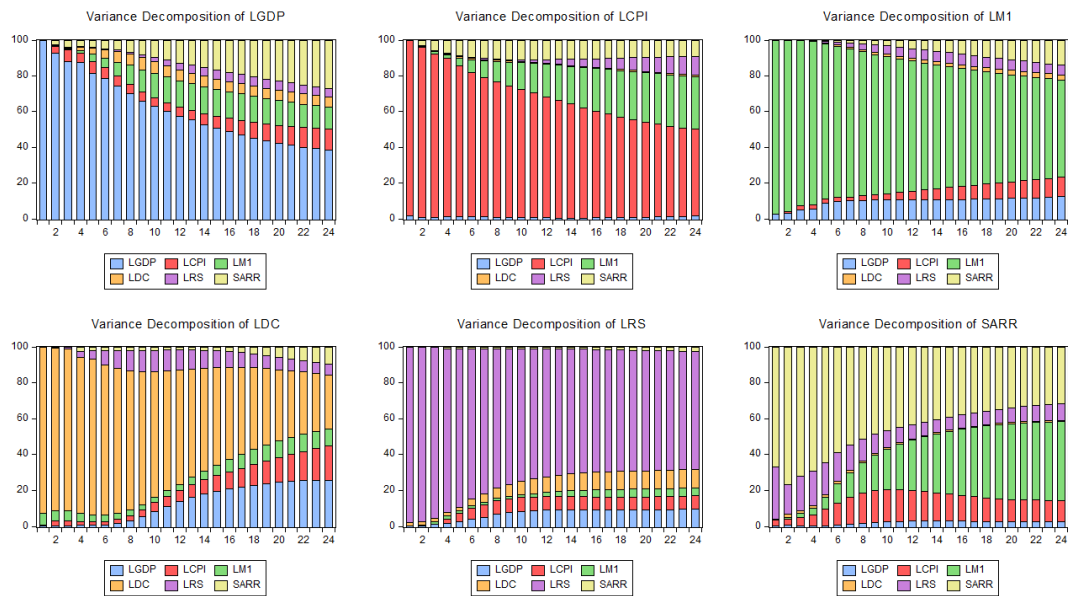 Variance Decomposition of LGDP
100
80
60
40
20
0
2 4 6 8 10 12 14 16 18 20 22 24
LGDP LCPI LM1
LDC LRS SARR
Variance Decomposition of LCPI
100
80
60
40
20
0
2 4 6 8 10 12 14 16 18 20 22 24
LGDP LCPI LM1
LDC LRS SARR
Variance Decomposition of LM1
100
80
60
40
20
0
2 4 6 8 10 12 14 16 18 20 22 24
LGDP LCPI LM1
LDC LRS SARR
Variance Decomposition of LDC
100
80
60
40
20
0
2 4 6 8 10 12 14 16 18 20 22 24
LGDP LCPI LM1
LDC LRS SARR
Variance Decomposition of LRS
100
80
60
40
20
0
2 4 6 8 10 12 14 16 18 20 22 24
LGDP LCPI LM1
LDC LRS SARR
Variance Decomposition of SARR
100
80
60
40
20
0
2 4 6 8 10 12 14 16 18 20 22 24
LGDP LCPI LM1
LDC LRS SARR